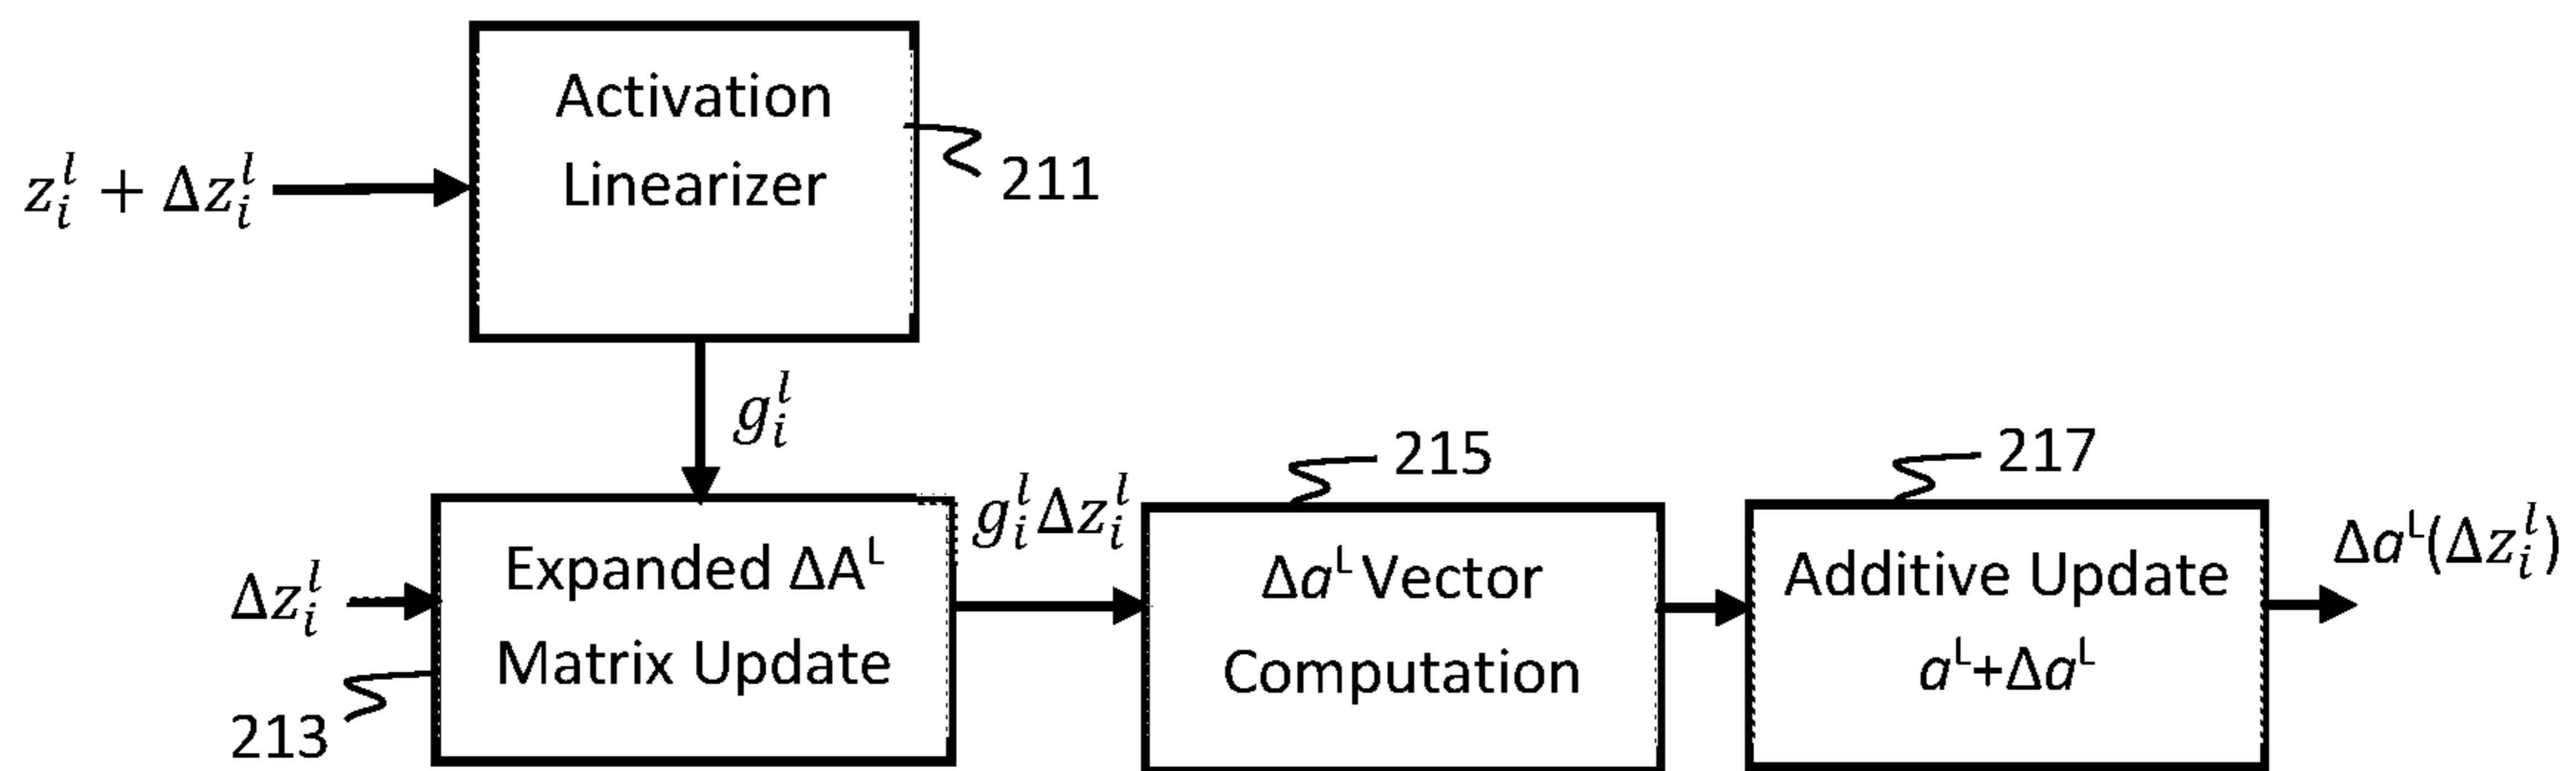 Activation
Linearizer
211
z_i^l + Δz_i^l
g_i^l
215
217
g_i^l Δz_i^l
Expanded ΔA^L
Matrix Update
Δz_i^l
213
Δa^L Vector
Computation
Additive Update
a^L+Δa^L
Δa^L(Δz_i^l)